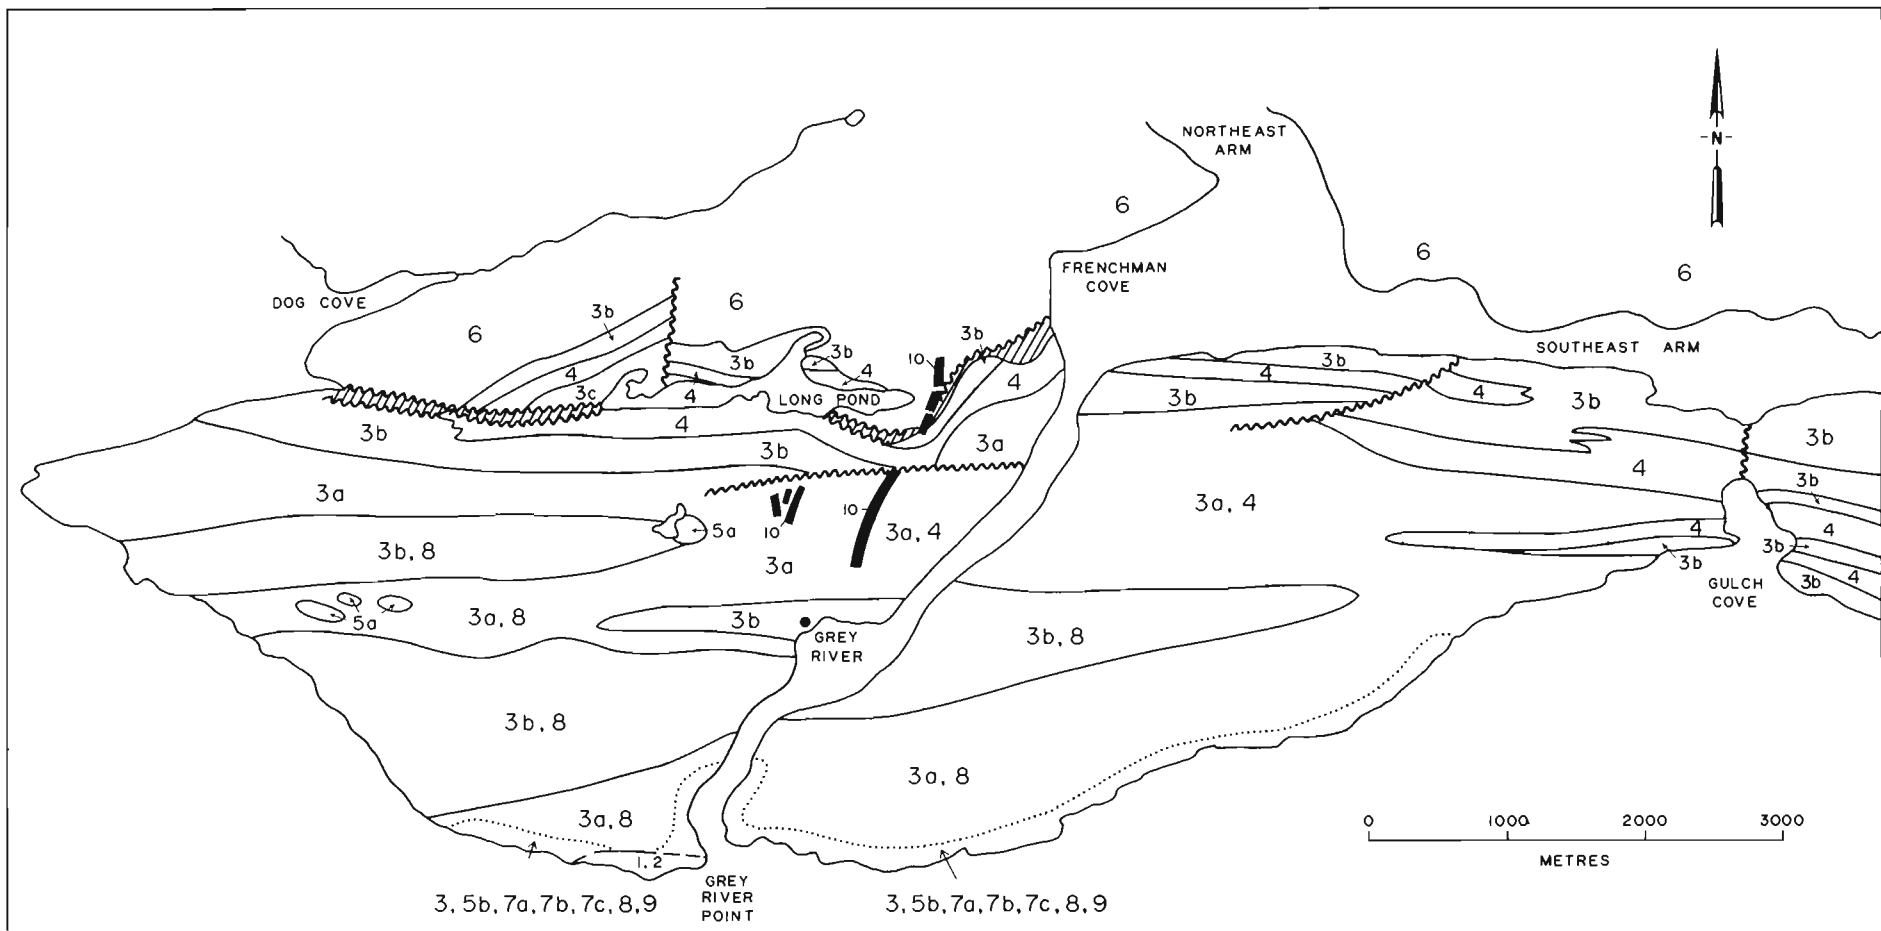 NORTHEAST
ARM
N
6
6
6
FRENCHMAN
COVE
DOG COVE
6
3b
6
3b
SOUTHEAST ARM
3b
3b
10
3b
4
4
4
4
3b
4
3c
4
LONG POND
3b
4
3b
3b
4
3b
3b
3a
4
3b
3a
10
10
3a,4
3a,4
4
4
3b,8
5a
3b
3b
3a
GULCH
COVE
3b
4
5a
3a,8
3b
GREY
RIVER
3b,8
3b,8
3a,8
3a,8
0
1000
2000
3000
METRES
1,2
3,5b,7a,7b,7c,8,9
GREY
RIVER
POINT
3,5b,7a,7b,7c,8,9